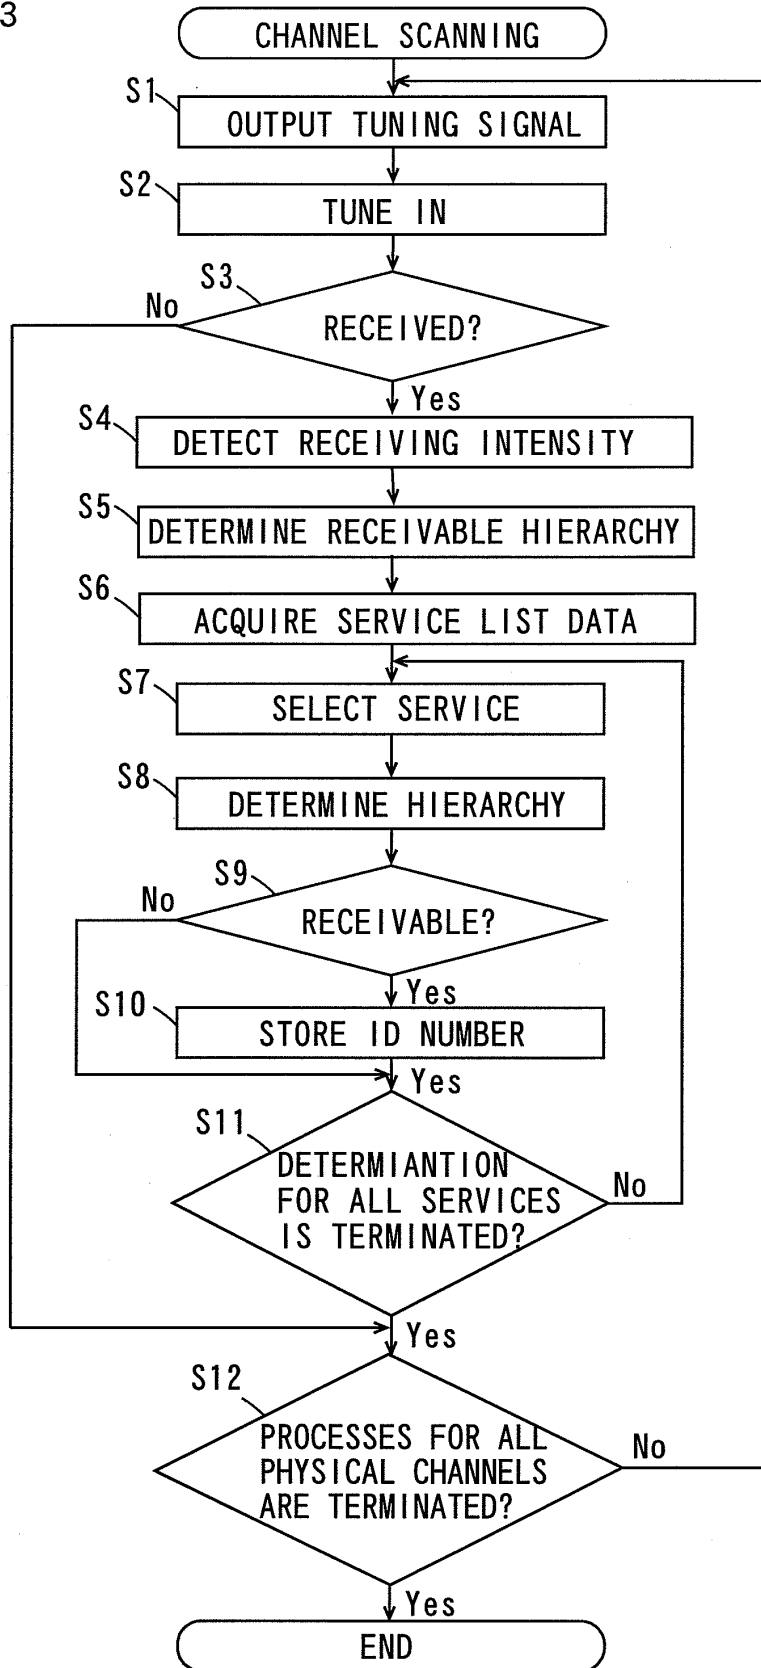 3
CHANNEL SCANNING
S1
OUTPUT TUNING SIGNAL
S2
TUNE IN
S3
No
RECEIVED?
Yes
S4
DETECT RECEIVING INTENSITY
S5
DETERMINE RECEIVABLE HIERARCHY
S6
ACQUIRE SERVICE LIST DATA
S7
SELECT SERVICE
S8
DETERMINE HIERARCHY
S9
No
RECEIVABLE?
Yes
S10
STORE ID NUMBER
Yes
S11
DETERMIANTION
FOR ALL SERVICES
IS TERMINATED?
No
Yes
S12
PROCESSES FOR ALL
PHYSICAL CHANNELS
ARE TERMINATED?
No
Yes
END